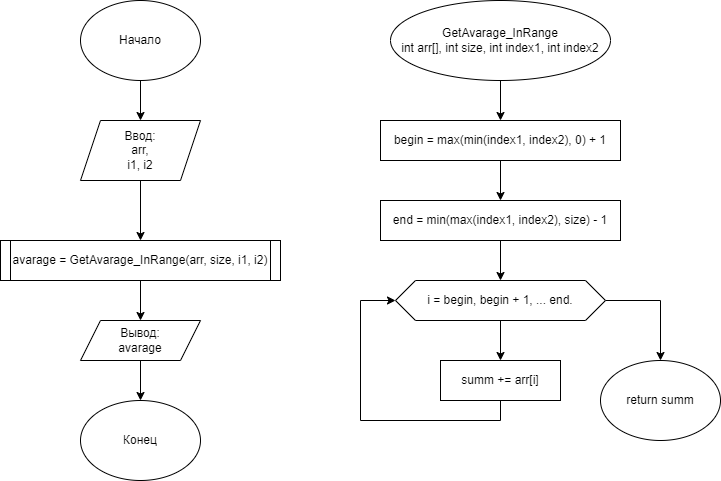 Начало
Ввод:
arr,
i1, i2
avarage = GetAvarage_InRange(arr, size, i1, i2)
Вывод:
avarage
Конец
GetAvarage_InRange
int arr[], int size, int index1, int index2
begin = max(min(index1, index2), 0) + 1
end = min(max(index1, index2), size) - 1
i = begin, begin + 1, ... end.
summ += arr[i]
return summ